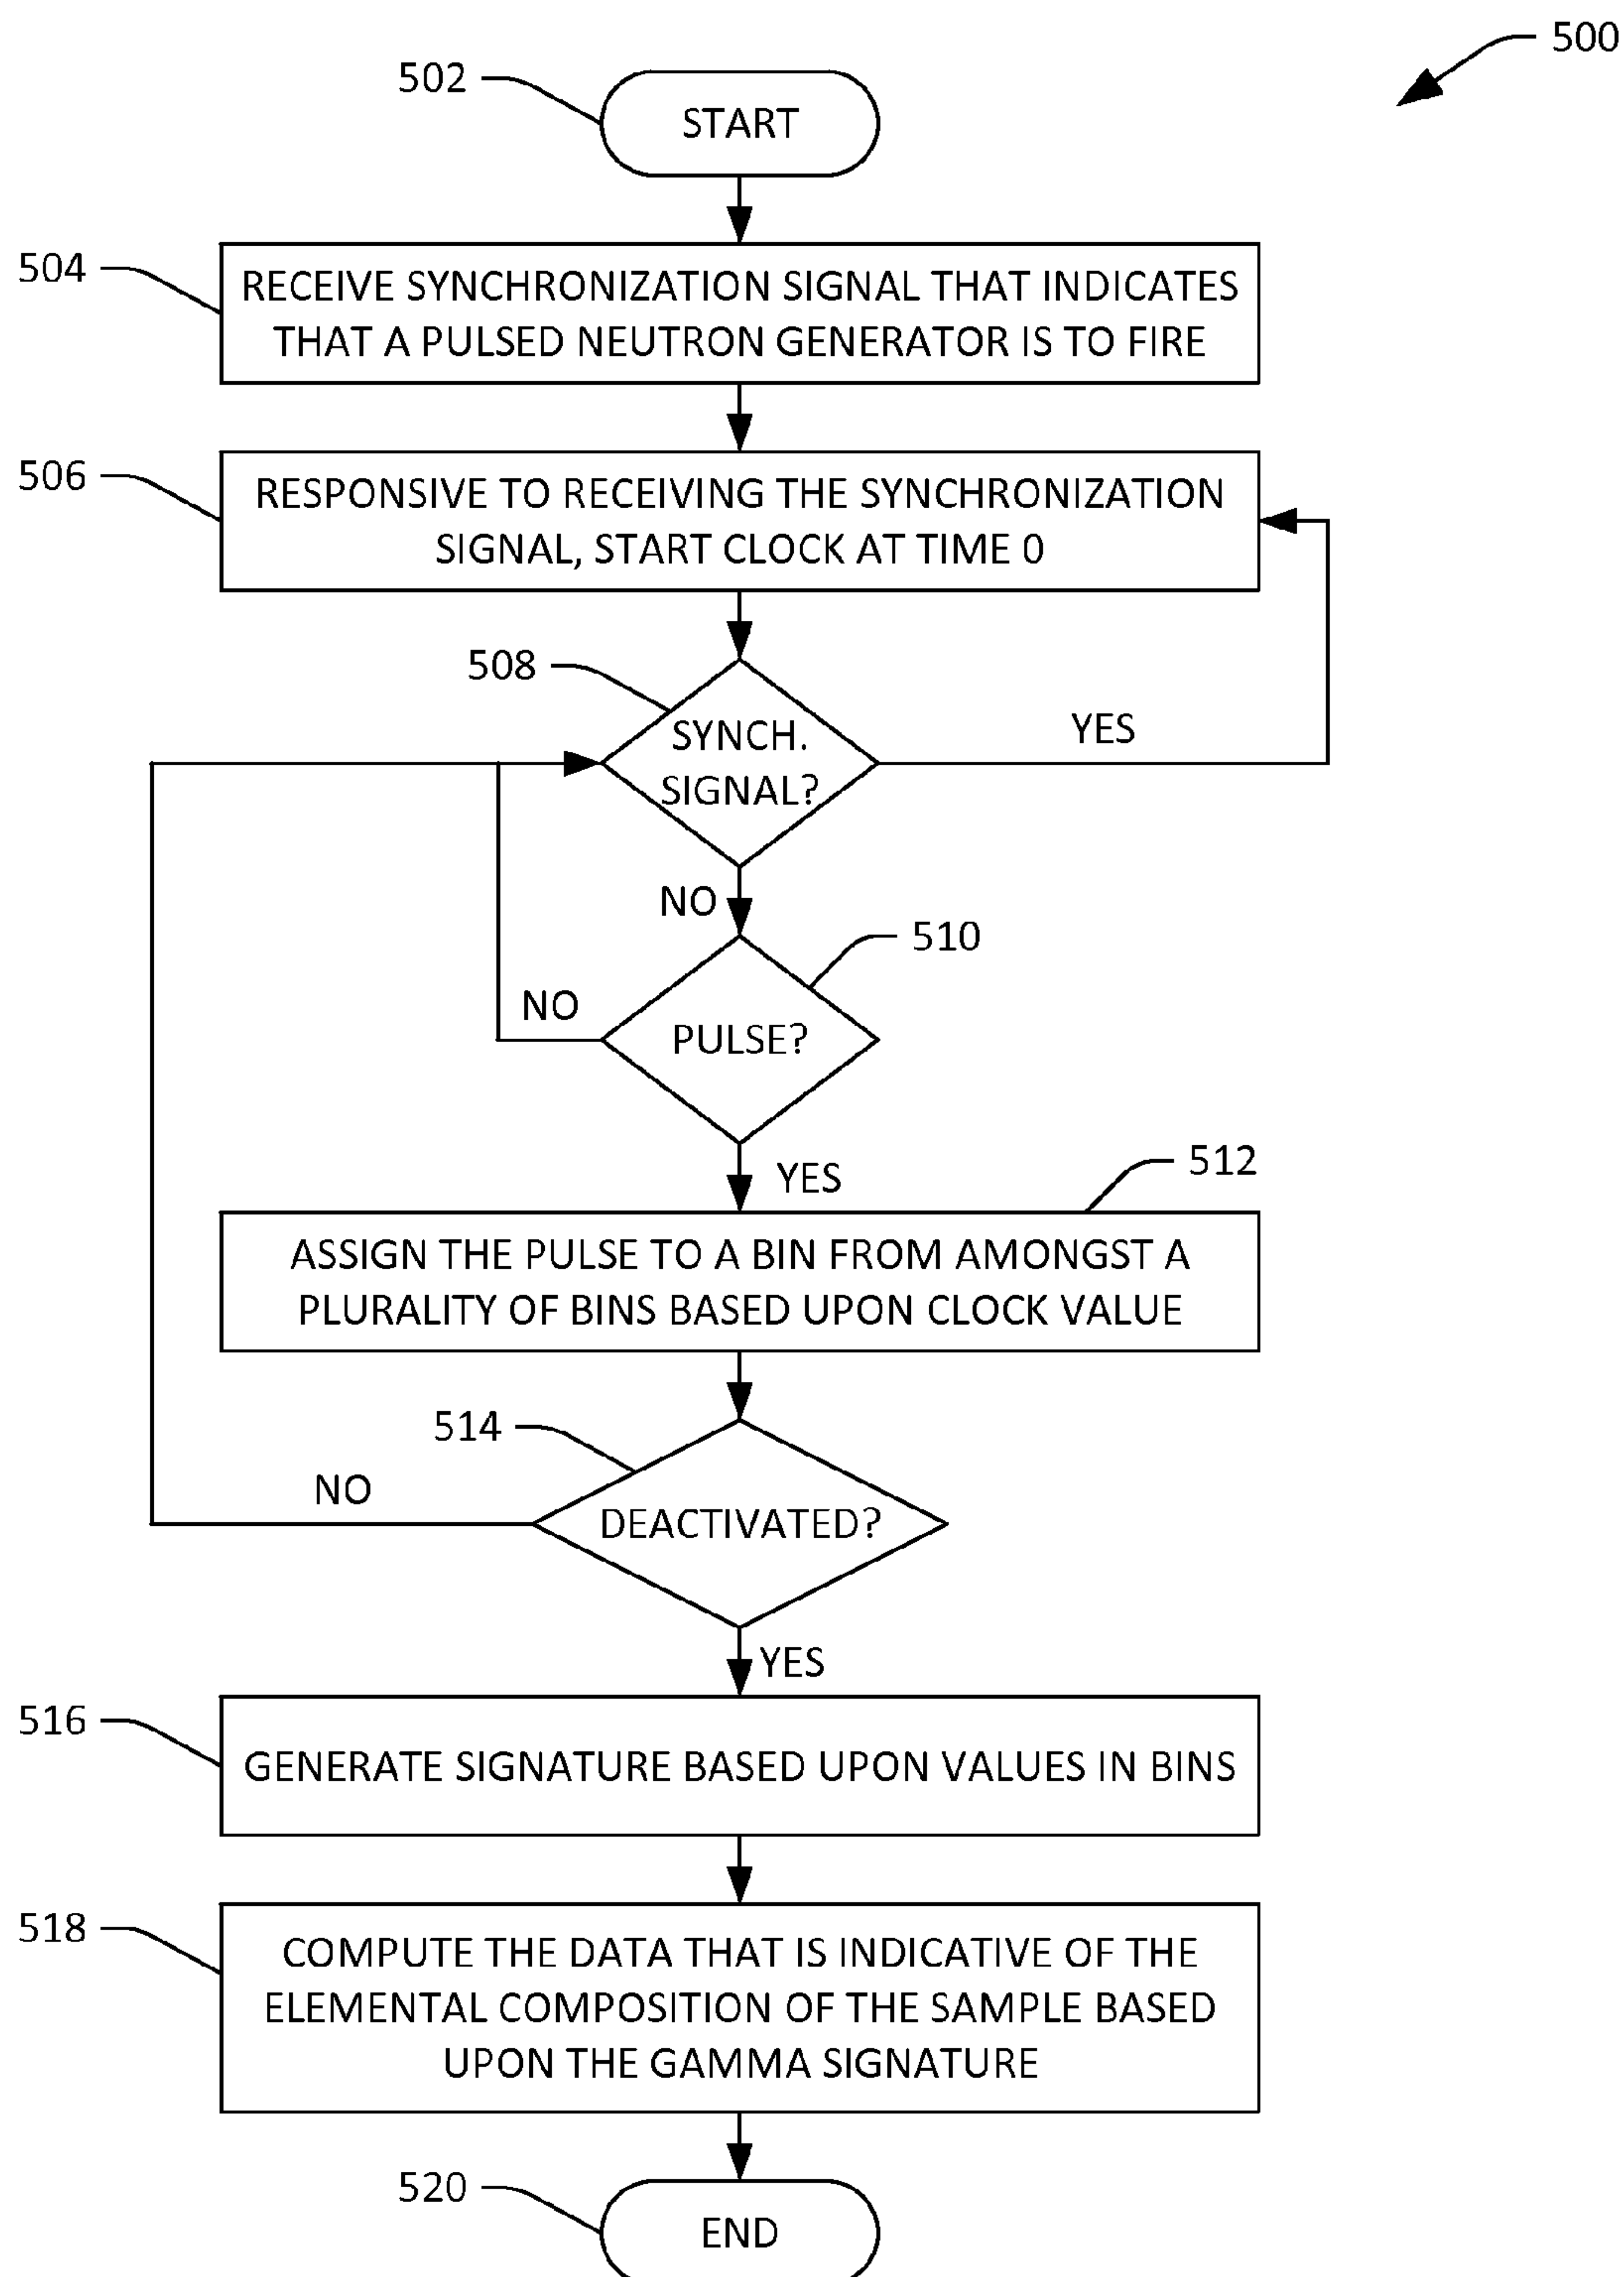 500
502
START
504
RECEIVE SYNCHRONIZATION SIGNAL THAT INDICATES
THAT A PULSED NEUTRON GENERATOR IS TO FIRE
506
RESPONSIVE TO RECEIVING THE SYNCHRONIZATION
SIGNAL, START CLOCK AT TIME 0
508
SYNCH.
SIGNAL?
YES
NO
510
NO
PULSE?
YES
512
ASSIGN THE PULSE TO A BIN FROM AMONGST A
PLURALITY OF BINS BASED UPON CLOCK VALUE
514
NO
DEACTIVATED?
YES
516
GENERATE SIGNATURE BASED UPON VALUES IN BINS
518
COMPUTE THE DATA THAT IS INDICATIVE OF THE
ELEMENTAL COMPOSITION OF THE SAMPLE BASED
UPON THE GAMMA SIGNATURE
520
END